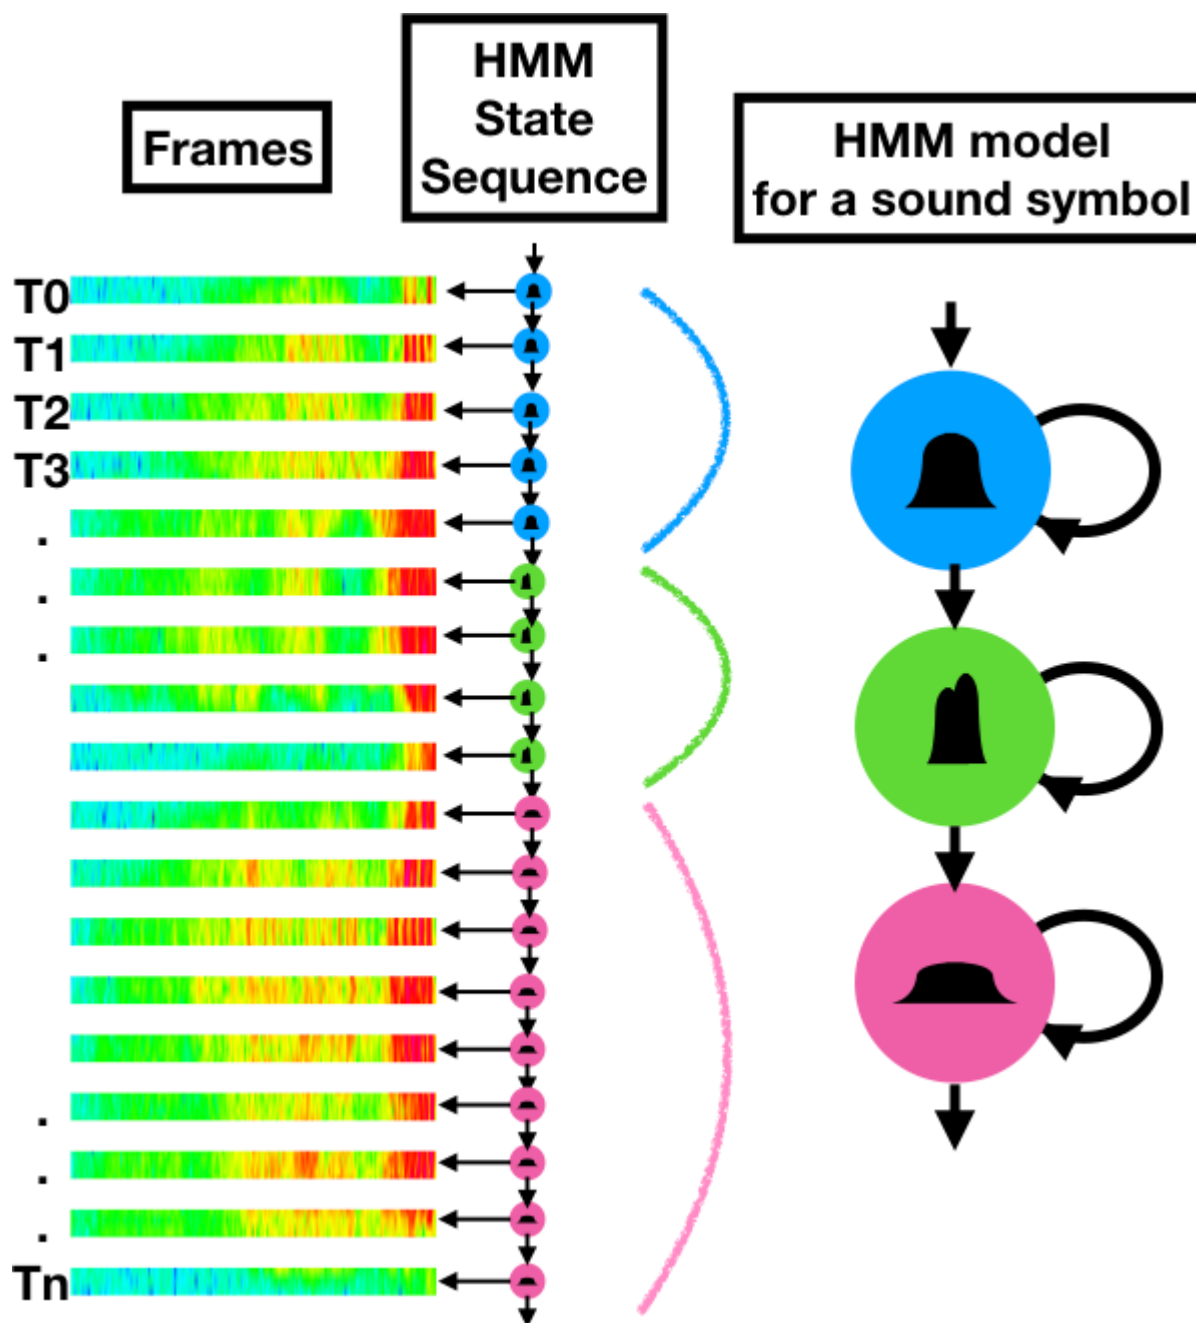 HMM
State
Sequence
Frames
HMM model
for a sound symbol
T0
T1
T2
T3
.
.
.
.
.
.
Tn